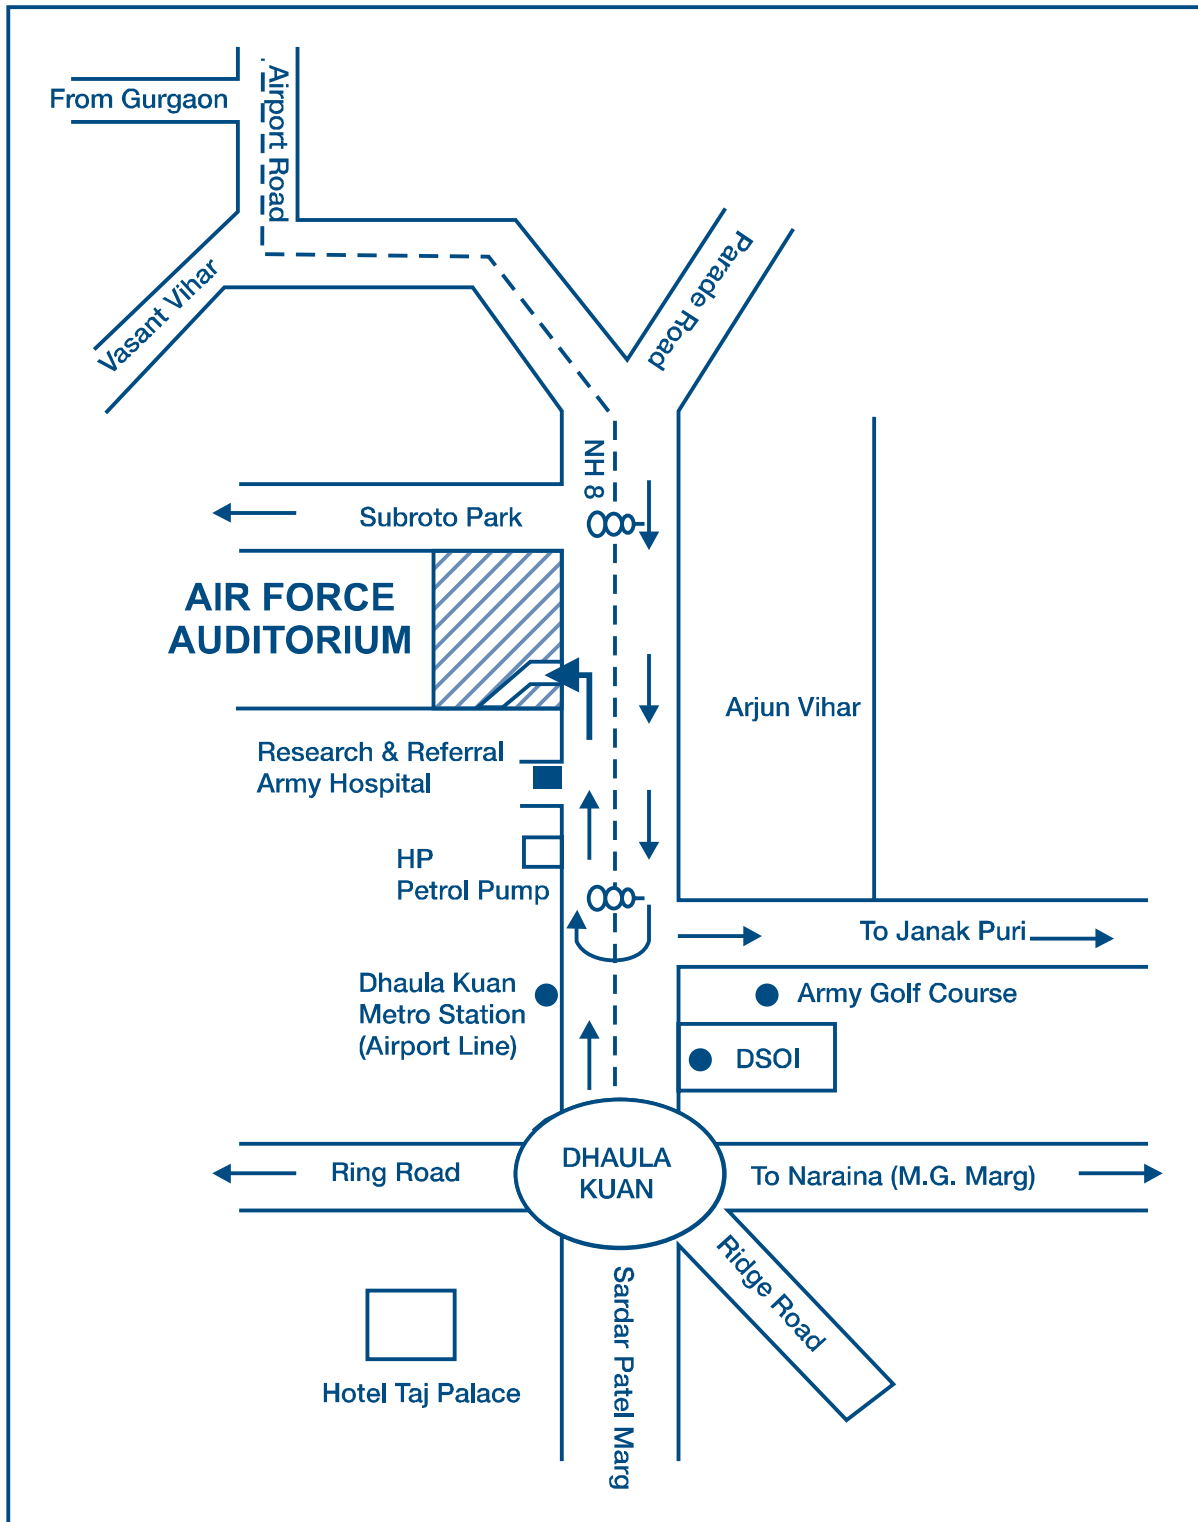 From Gurgaon
Airport Road
Vasant Vihar
Parade Road
NH 8
Subroto Park
AIR FORCE
AUDITORIUM
Arjun Vihar
Research & Referral
Army Hospital
HP
Petrol Pump
To Janak Puri
Dhaula Kuan
Metro Station
(Airport Line)
Army Golf Course
DSOI
DHAULA
KUAN
Ring Road
To Naraina (M.G. Marg)
Ridge Road
Sardar Patel Marg
Hotel Taj Palace